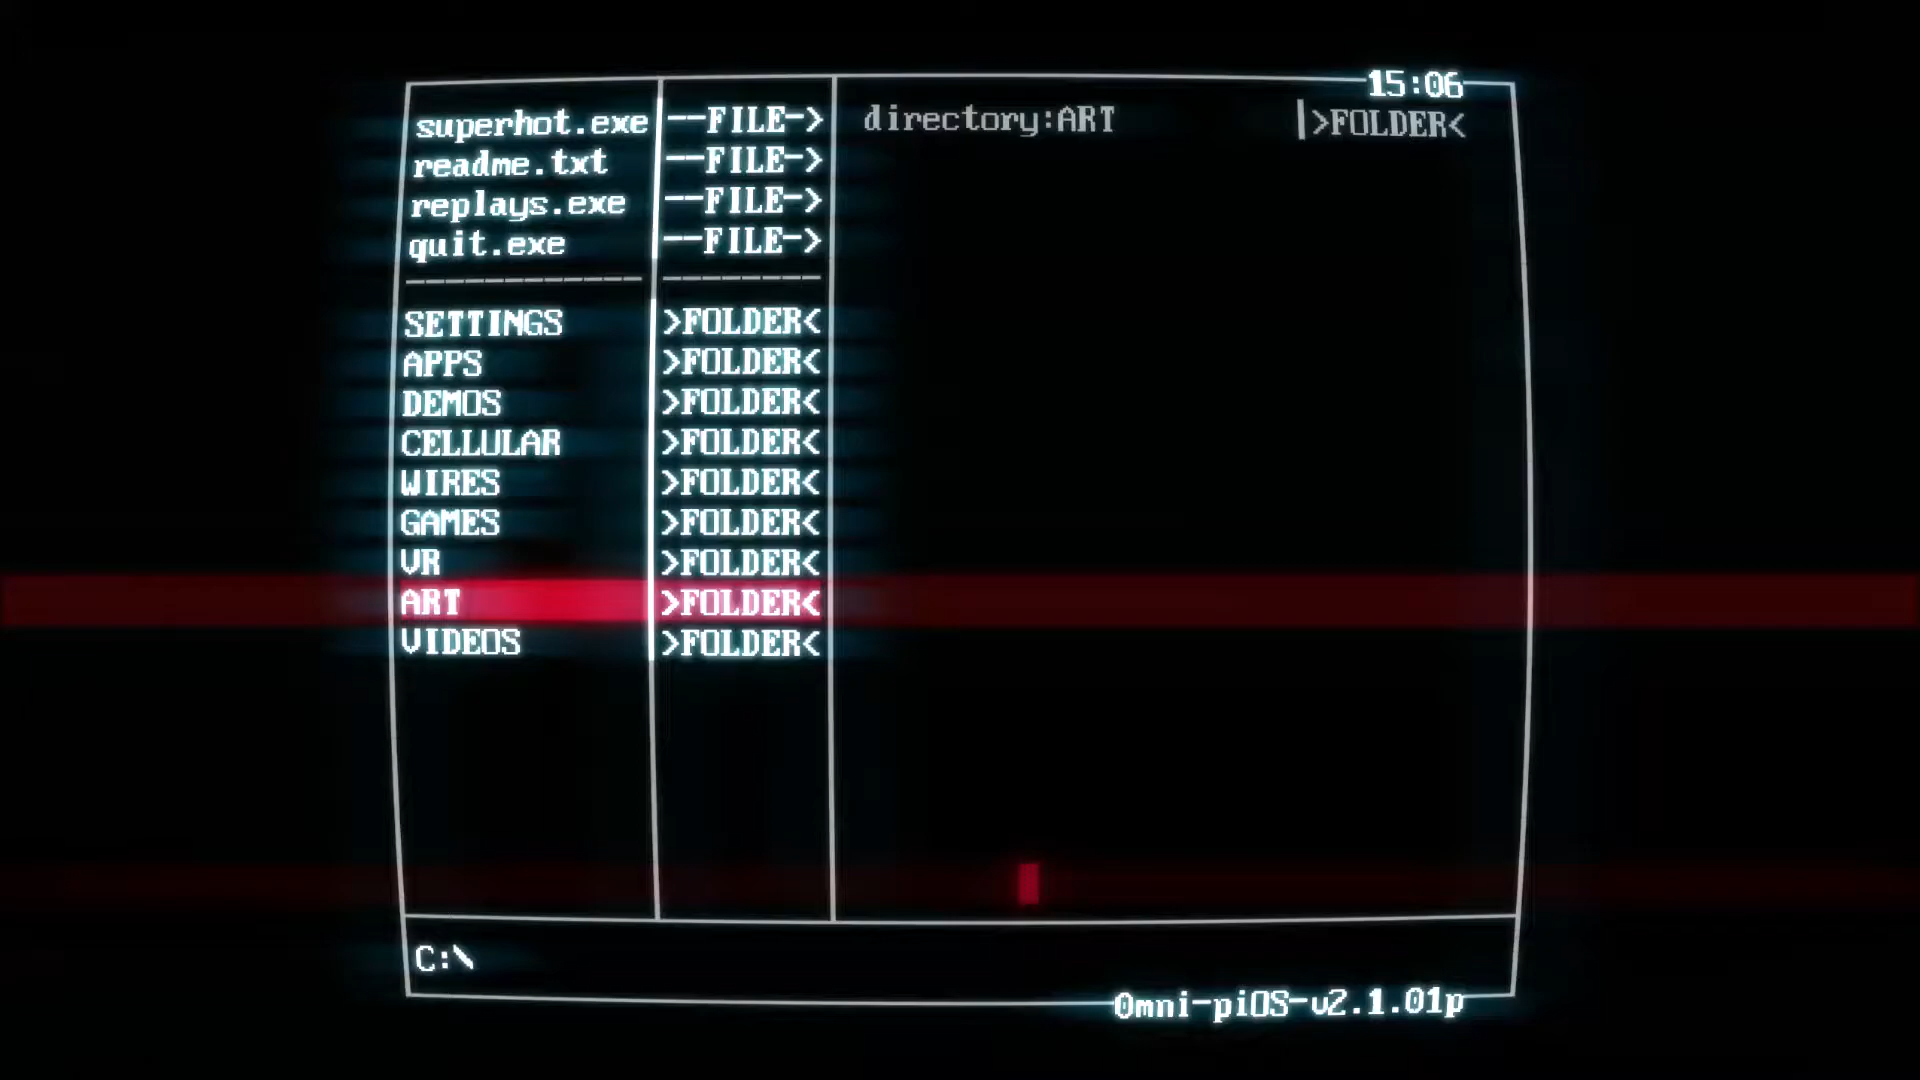 15:06
superhot.exe --FILE-> directory:ART |>FOLDER<
readme.txt --FILE->
replays.exe --FILE->
quit.exe --FILE->
SETTINGS >FOLDER<
APPS >FOLDER<
DEMOS >FOLDER<
CELLULAR >FOLDER<
WIRES >FOLDER<
GAMES >FOLDER<
VR >FOLDER<
ART >FOLDER<
VIDEOS >FOLDER<
C:\
0mni-piOS-v2.1.01p